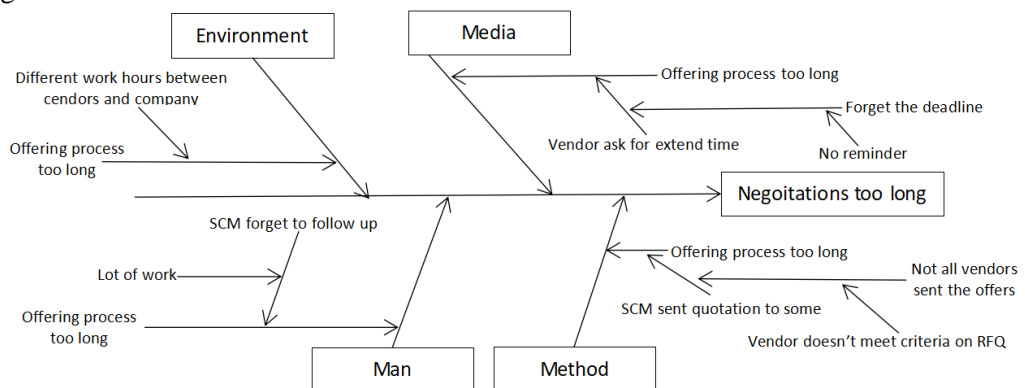 Environment
Media
Different work hours between
cendors and company
Offering process too long
Forget the deadline
Vendor ask for extend time
No reminder
Offering process
too long
Negoitations too long
SCM forget to follow up
Lot of work
Offering process too long
Not all vendors
sent the offers
SCM sent quotation to some
Vendor doesn't meet criteria on RFQ
Offering process
too long
Man
Method